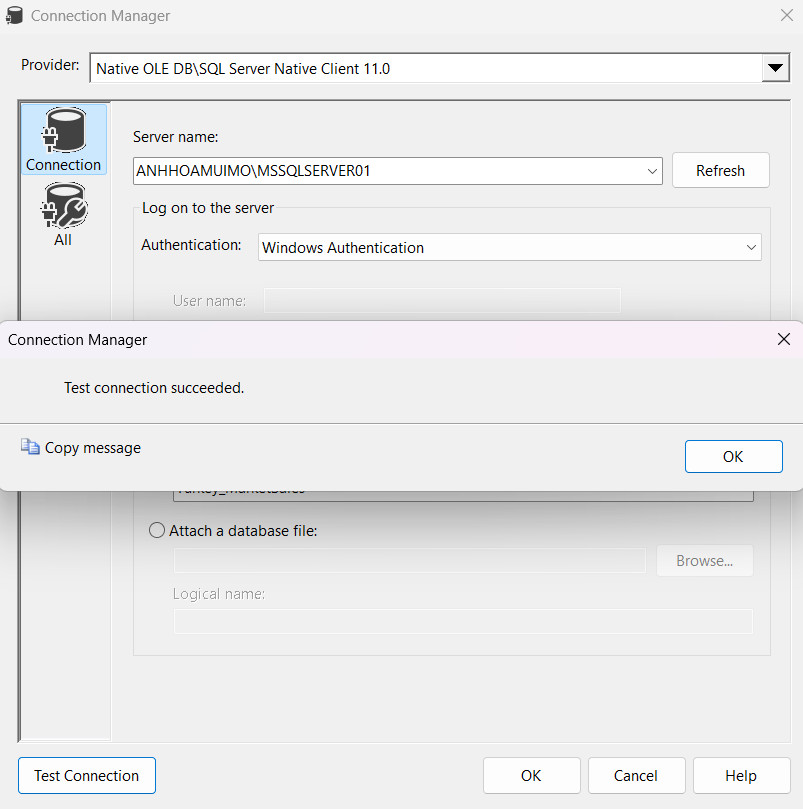 Connection Manager
Provider:
Native OLE DB\SQL Server Native Client 11.0
Connection
All
Server name:
ANHHOAMUIMO\MSSQLSERVER01
Refresh
Log on to the server
Authentication:
Windows Authentication
User name:
Connection Manager
Test connection succeeded.
Copy message
OK
Attach a database file:
Browse...
Logical name:
Test Connection
OK
Cancel
Help